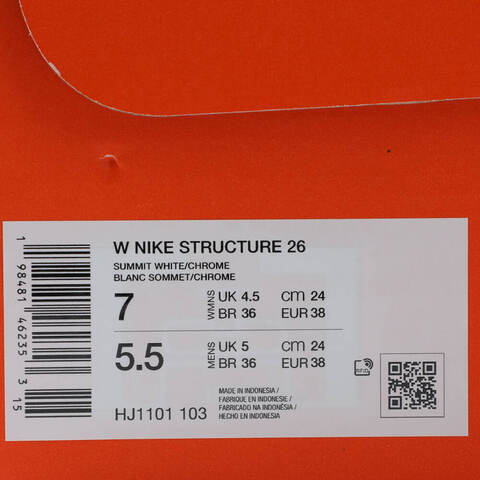 W NIKE STRUCTURE 26
SUMMIT WHITE/CHROME
BLANC SOMMET/CHROME
7 WMNS UK 4.5 cm 24
BR 36 EUR 38
5.5 MENS UK 5 cm 24
BR 36 EUR 38
HJ1101 103
MADE IN INDONESIA /
FABRIQUE EN INDONESIE /
FABRICADO NA INDONÉSIA /
HECHO EN INDONESIA
RFID
1 98481 46235 3 15